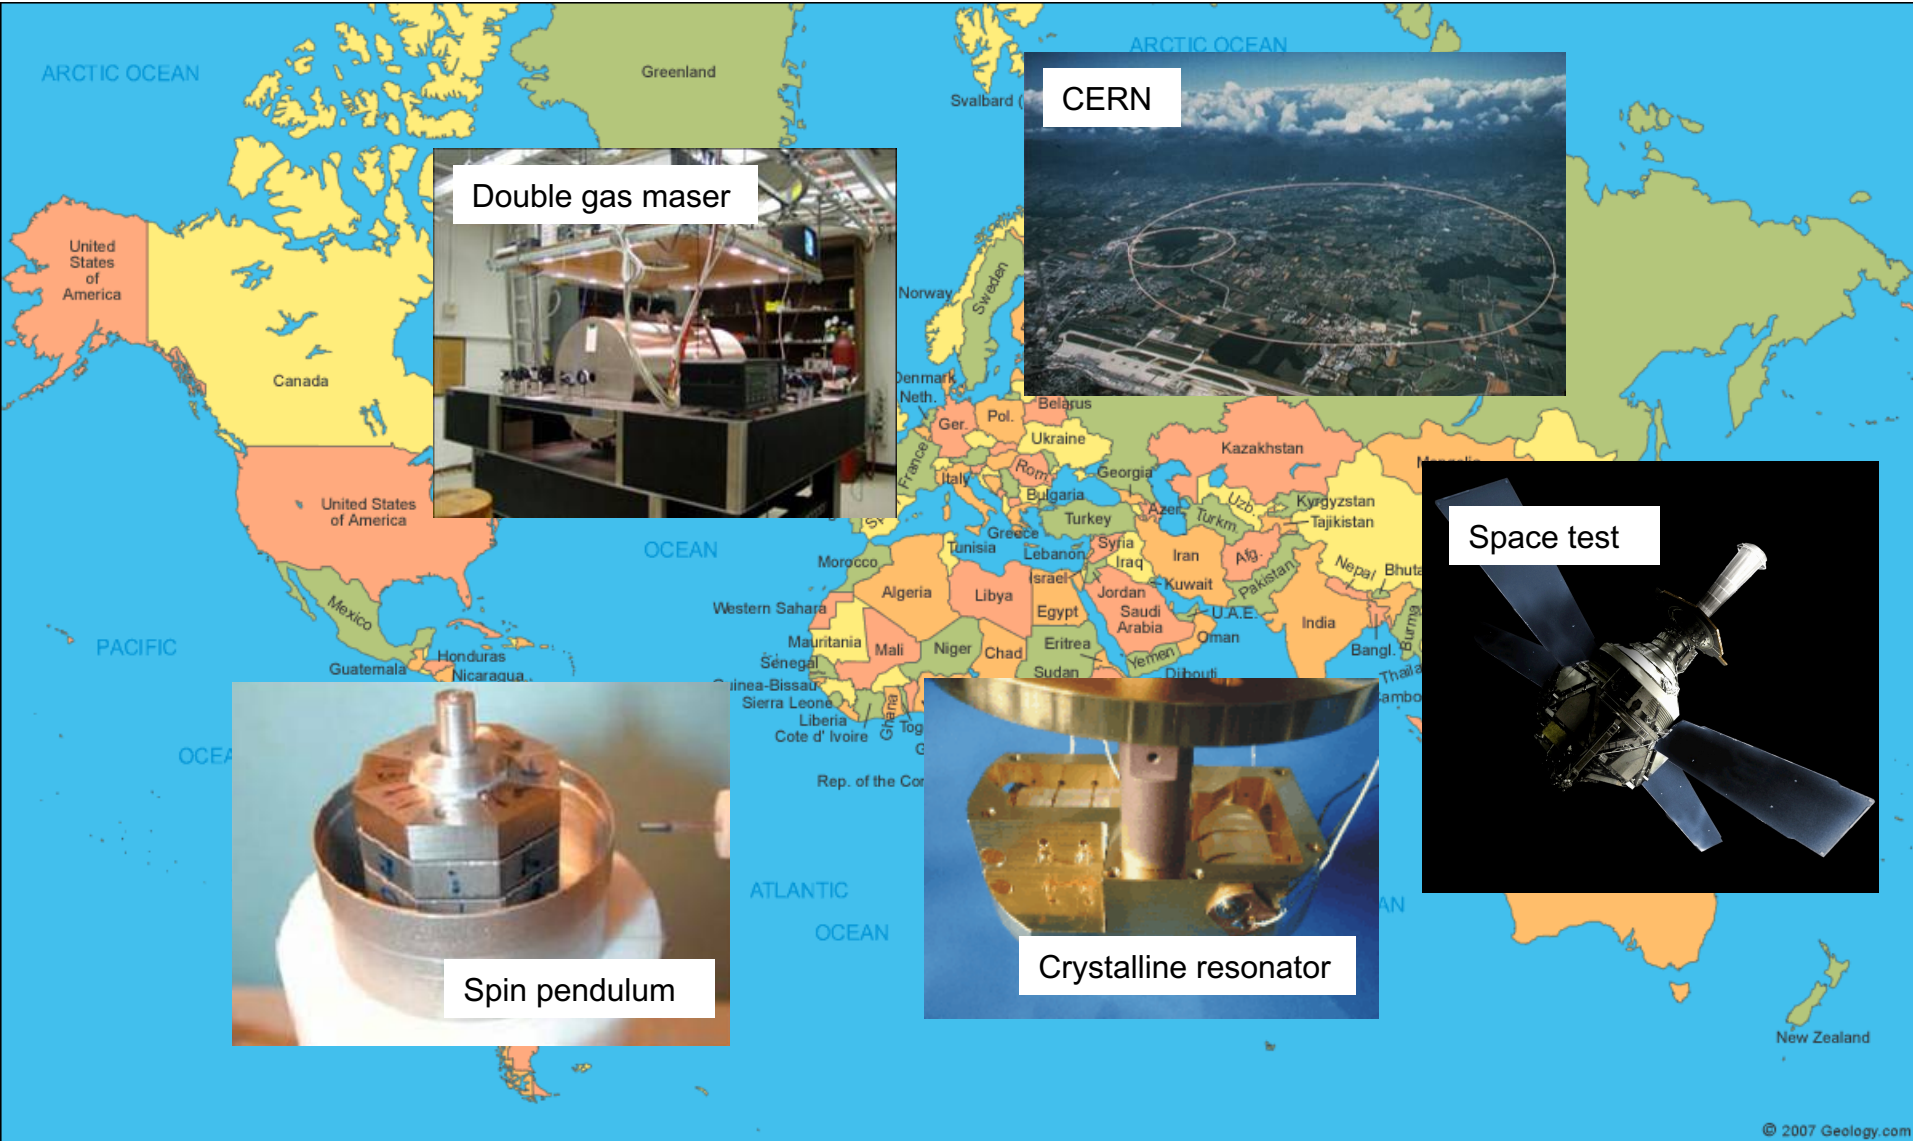 ARCTIC OCEAN
ARCTIC OCEAN
Greenland
Svalbard (
CERN
Double gas maser
United
States
of
America
Norway
Sweden
Canada
Denmark
Neth.
Belarus
Ger.
Pol.
Ukraine
Kazakhstan
France
Italy
Rom.
Georgia
Bulgaria
Uzb.
Kyrgyzstan
United States
of America
Turkey
Azer.
Turkm.
Tajikistan
Space test
Greece
OCEAN
Tunisia
Lebanon
Syria
Iraq
Iran
Afg.
Pakistan
Nepal
Morocco
Israel
Kuwait
Algeria
Libya
Egypt
Jordan
Saudi
Arabia
U.A.E.
India
Mexico
Western Sahara
Oman
Burma
PACIFIC
Mauritania
Mali
Niger
Chad
Eritrea
Yemen
Bangl.
Honduras
Guatemala
Nicaragua
Senegal
Sudan
Djibouti
Guinea-Bissau
Sierra Leone
Liberia
Ghana
Cote d' Ivoire
Rep. of the Con
ATLANTIC
OCEAN
Spin pendulum
Crystalline resonator
New Zealand
© 2007 Geology.com